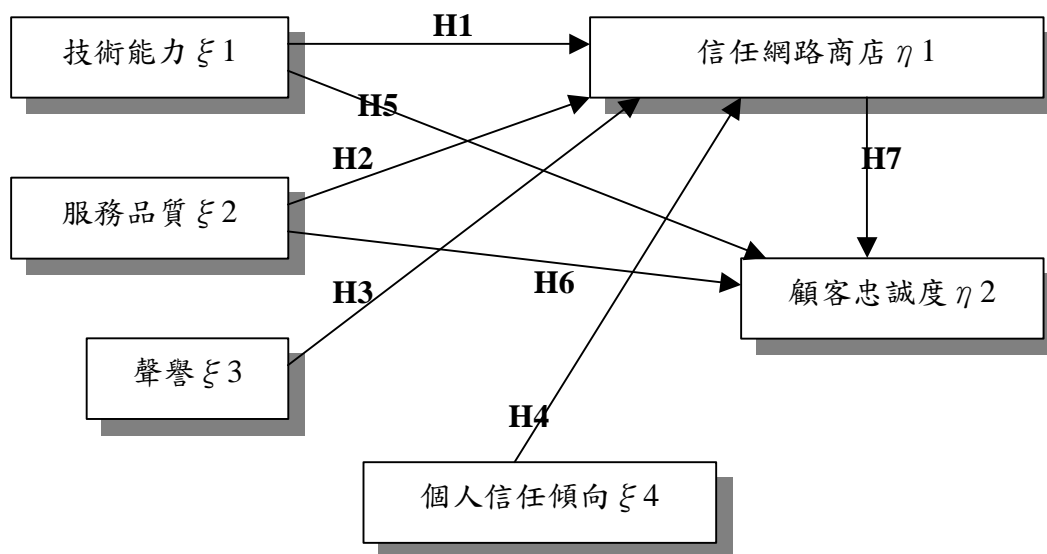 H1
技術能力ξ1
信任網路商店η1
H5
H2
H7
服務品質ξ2
H3
H6
顧客忠誠度η2
聲譽ξ3
H4
個人信任傾向ξ4